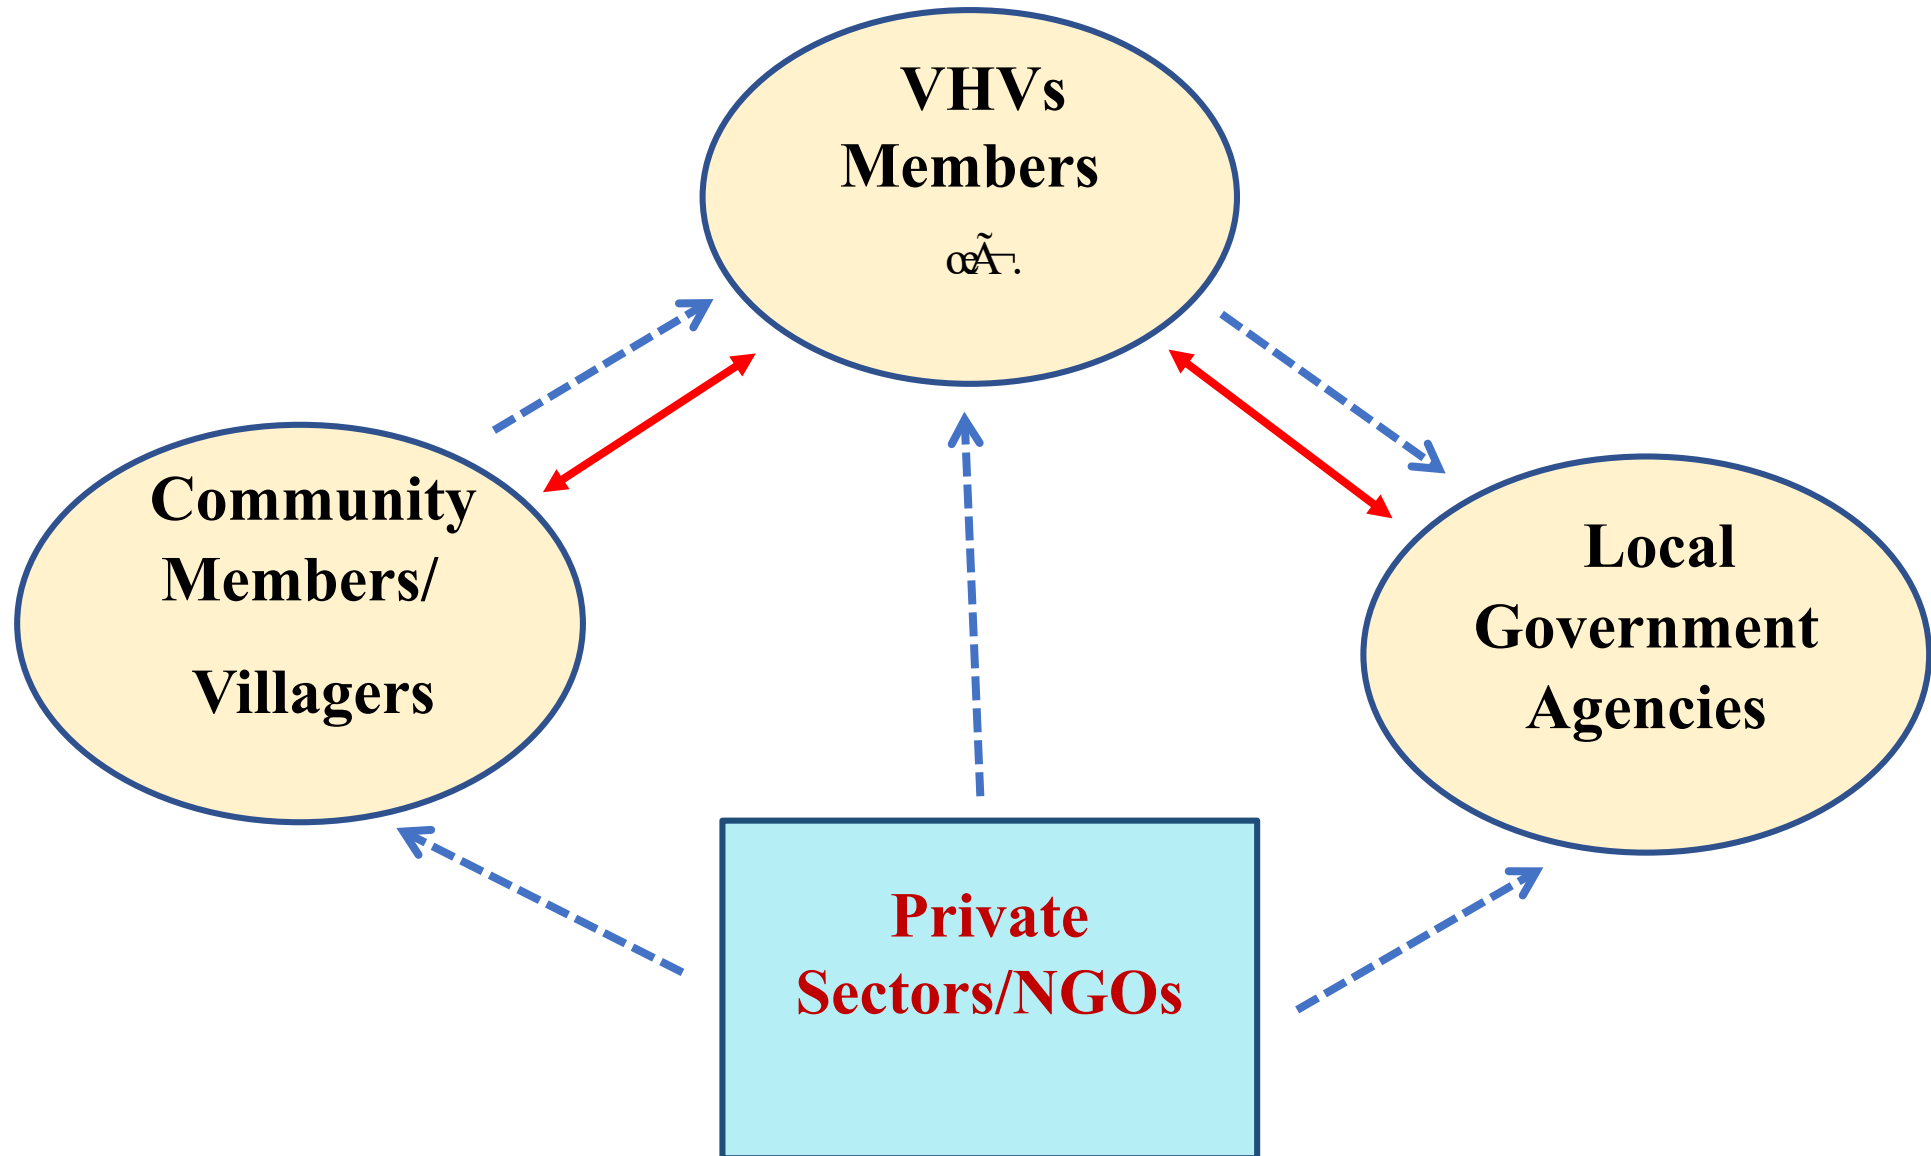 VHVs
Members
Community
Members/
Villagers
Local
Government
Agencies
Private
Sectors/NGOs